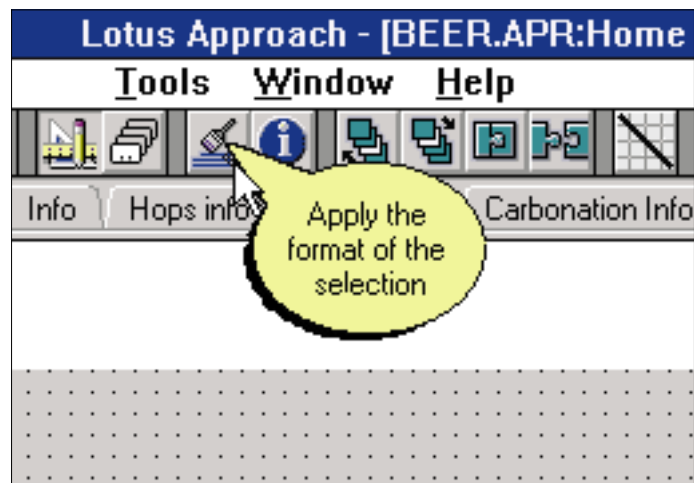 Lotus Approach - [BEER.APR:Home
Tools Window Help
Info Hops info Carbonation Info
Apply the
format of the
selection